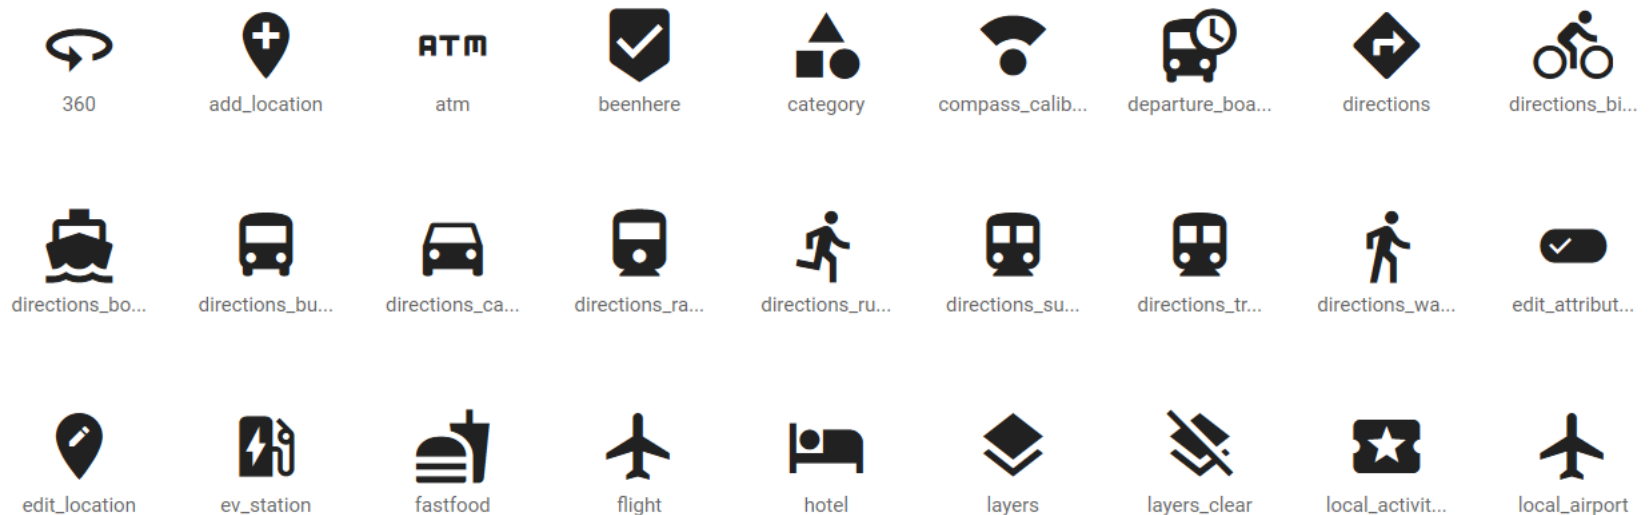 ATM
360 add_location atm beenhere category compass_calib... departure_boa... directions directions_bi...
directions_bo... directions_bu... directions_ca... directions_ra... directions_ru... directions_su... directions_tr... directions_wa... edit_attribut...
edit_location ev_station fastfood flight hotel layers layers_clear local_activit... local_airport